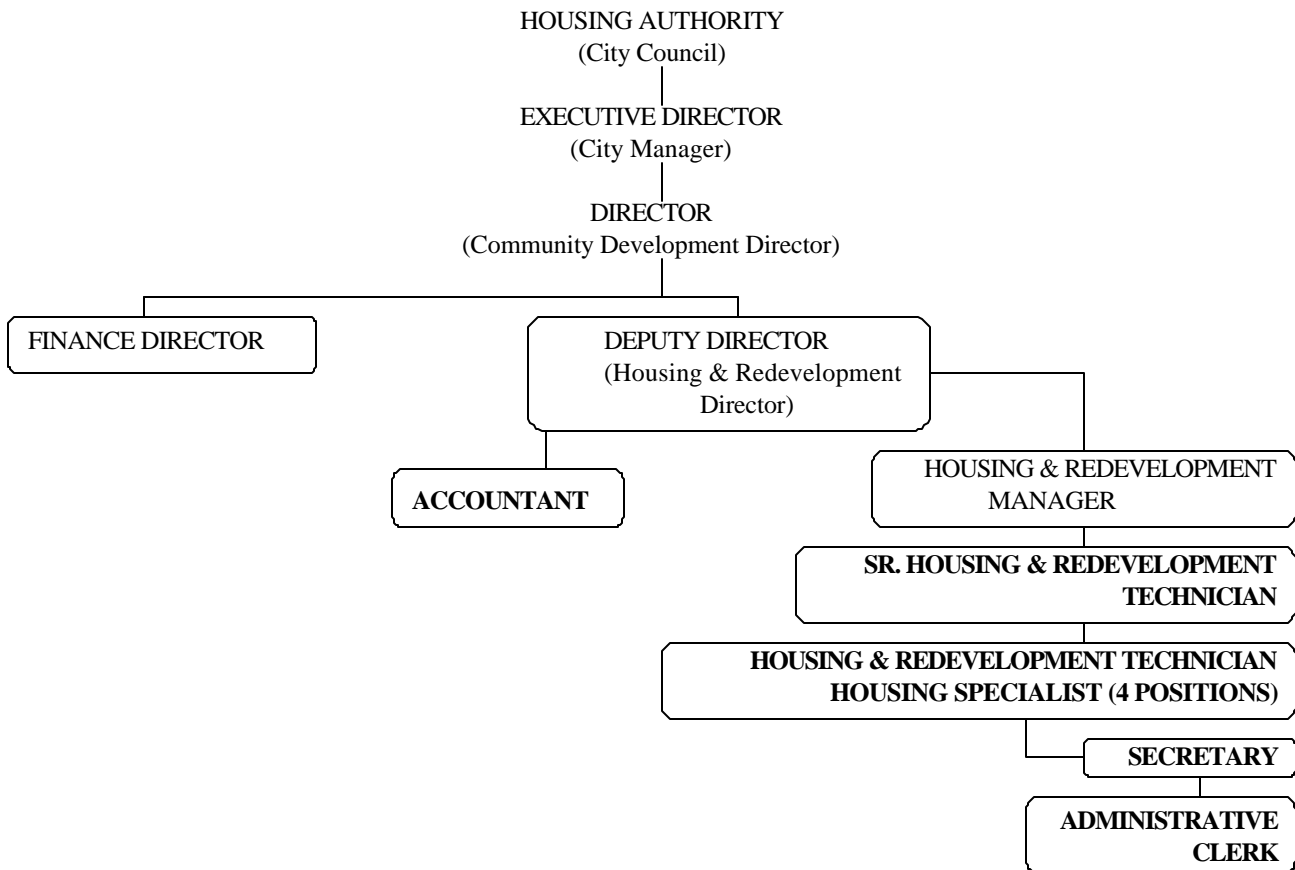 HOUSING AUTHORITY
(City Council)
EXECUTIVE DIRECTOR
(City Manager)
DIRECTOR
(Community Development Director)
FINANCE DIRECTOR
DEPUTY DIRECTOR
(Housing & Redevelopment
Director)
ACCOUNTANT
HOUSING & REDEVELOPMENT
MANAGER
SR. HOUSING & REDEVELOPMENT
TECHNICIAN
HOUSING & REDEVELOPMENT TECHNICIAN
HOUSING SPECIALIST (4 POSITIONS)
SECRETARY
ADMINISTRATIVE
CLERK